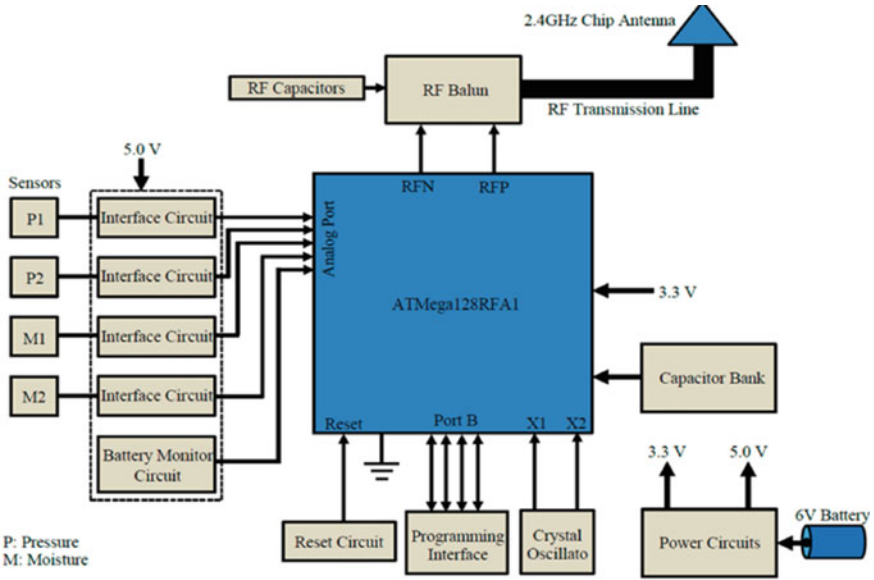 2.4GHz Chip Antenna
RF Capacitors
RF Balun
RF Transmission Line
5.0 V
Sensors
P1
Interface Circuit
RFN
RFP
Analog Port
P2
Interface Circuit
ATMega128RFA1
3.3 V
M1
Interface Circuit
Capacitor Bank
M2
Interface Circuit
Reset
Port B
X1
X2
Battery Monitor
Circuit
3.3 V
5.0 V
6V Battery
Reset Circuit
Programming
Interface
Crystal
Oscillato
Power Circuits
P: Pressure
M: Moisture